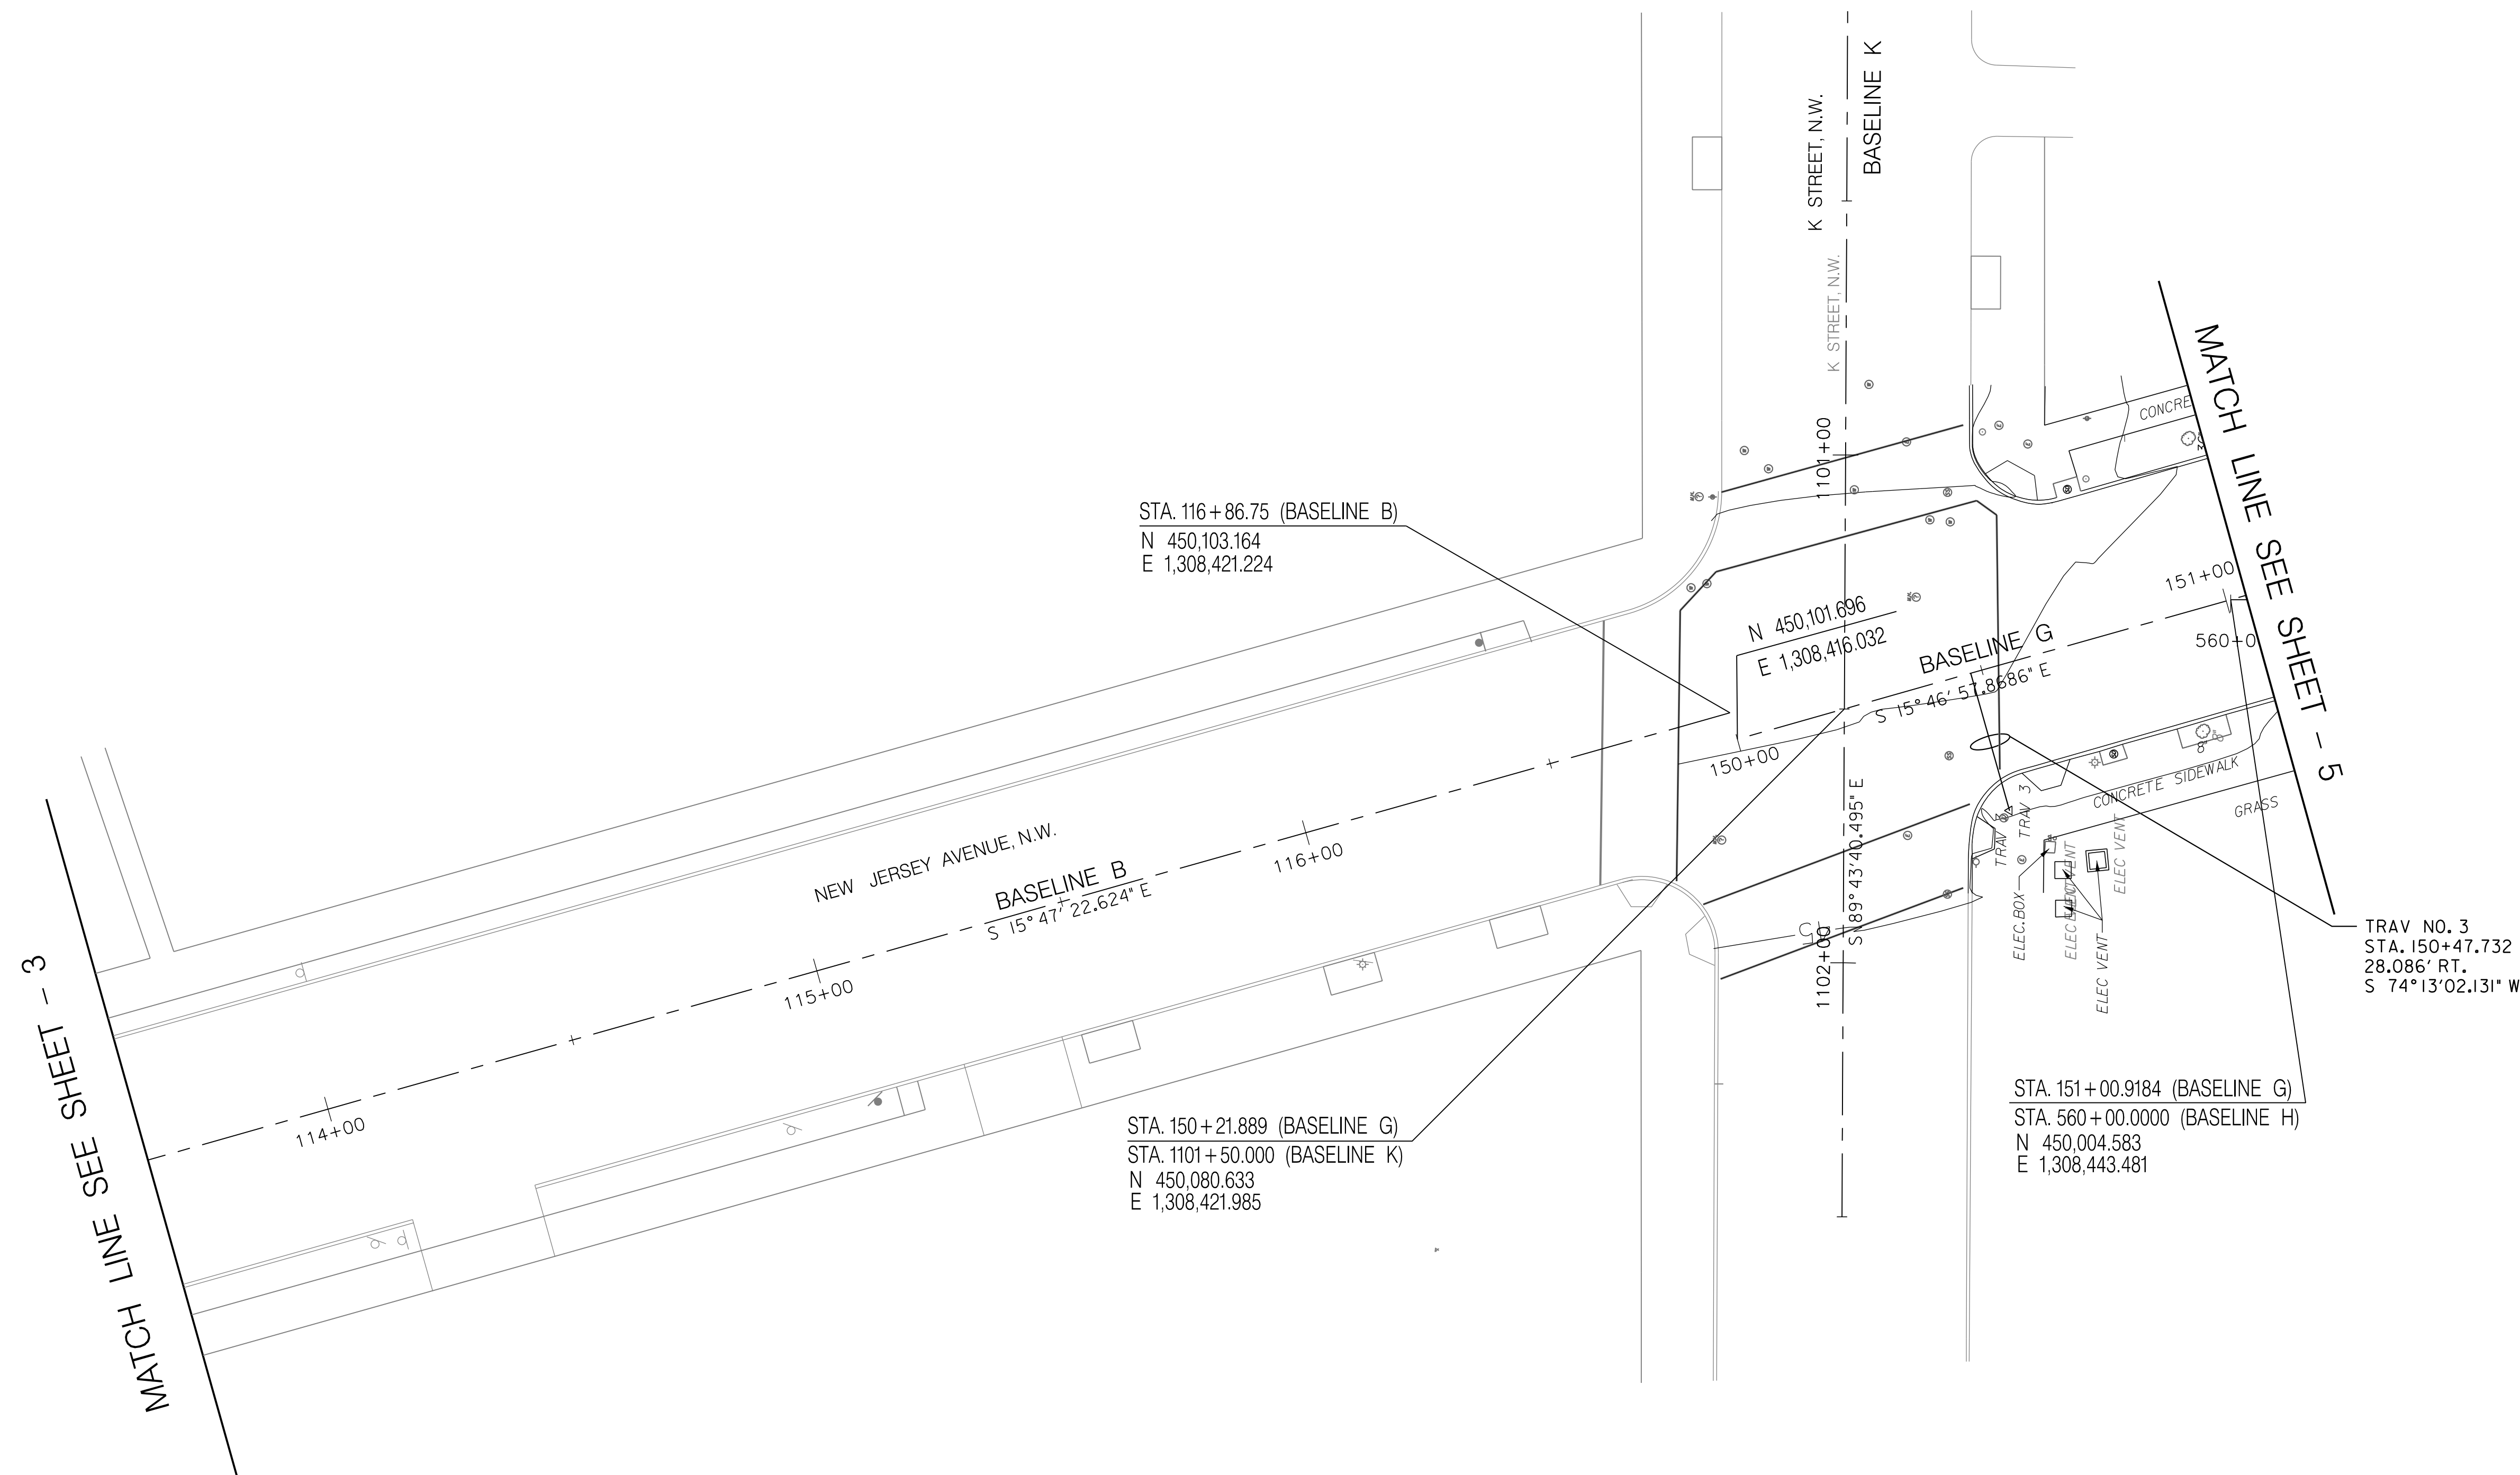 K STREET, N.W.
BASELINE K
K STREET, N.W.
1101+00
MATCH LINE SEE SHEET - 5
CONCRE
STA. 116+86.75 (BASELINE B)
N 450,103.164
E 1,308,421.224
N 450,101.696
E 1,308,416.032
BASELINE G
S 15°46'57.8686" E
151+00
560+0
150+00
S 89°43'40.495" E
8"
CONCRETE SIDEWALK
GRASS
TRAV 3
TRAV
ELEC.BOX
ELEC VENT
ELEC VENT
ELEC VENT
NEW JERSEY AVENUE, N.W.
BASELINE B
S 15°47'22.624" E
116+00
115+00
114+00
1102+00
MATCH LINE SEE SHEET - 3
TRAV NO. 3
STA. 150+47.732
28.086' RT.
S 74°13'02.131" W
STA. 151+00.9184 (BASELINE G)
STA. 560+00.0000 (BASELINE H)
N 450,004.583
E 1,308,443.481
STA. 150+21.889 (BASELINE G)
STA. 1101+50.000 (BASELINE K)
N 450,080.633
E 1,308,421.985